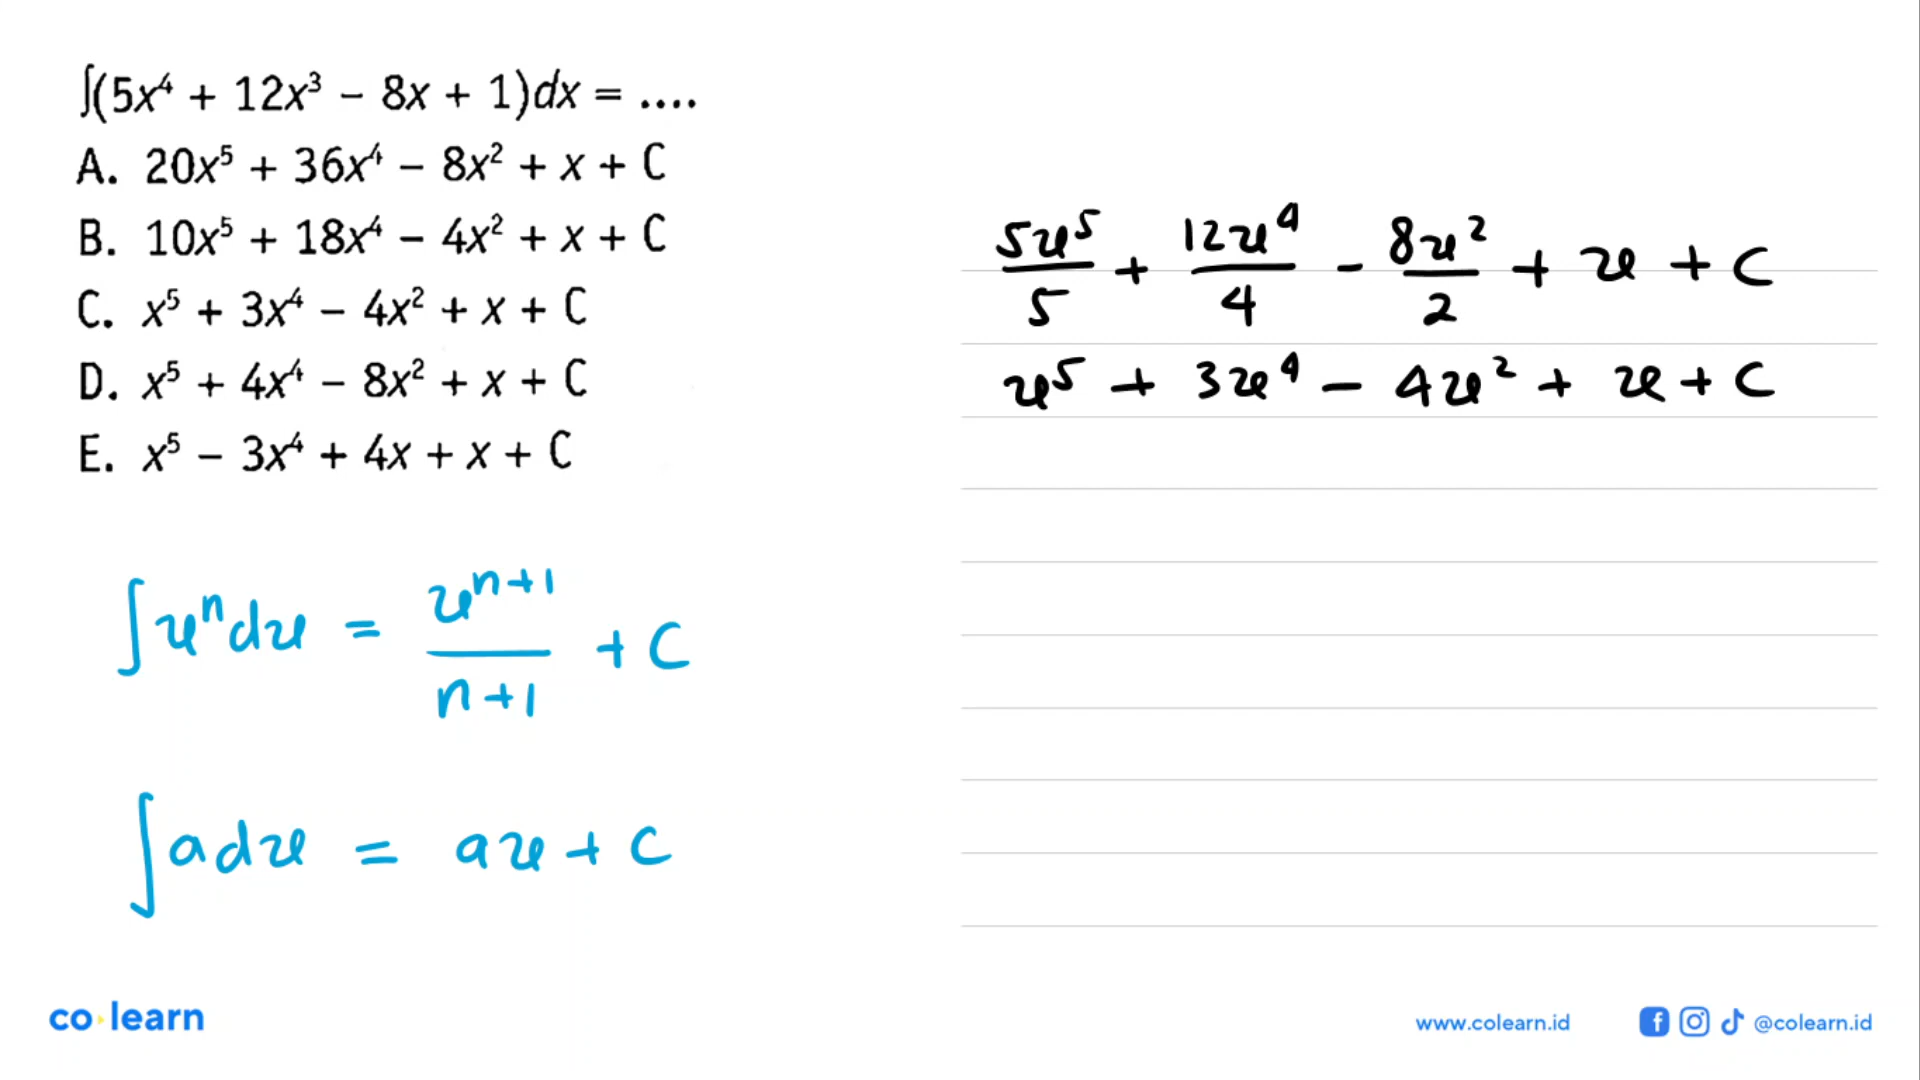 ∫(5x⁴ + 12x³ − 8x + 1)dx = ....
A. 20x⁵ + 36x⁴ − 8x² + x + C
B. 10x⁵ + 18x⁴ − 4x² + x + C
C. x⁵ + 3x⁴ − 4x² + x + C
D. x⁵ + 4x⁴ − 8x² + x + C
E. x⁵ − 3x⁴ + 4x + x + C
∫xⁿdx = xⁿ⁺¹/n+1 + C
∫adx = ax + C
5x⁵/5 + 12x⁴/4 − 8x²/2 + x + C
x⁵ + 3x⁴ − 4x² + x + C
co learn
www.colearn.id @colearn.id